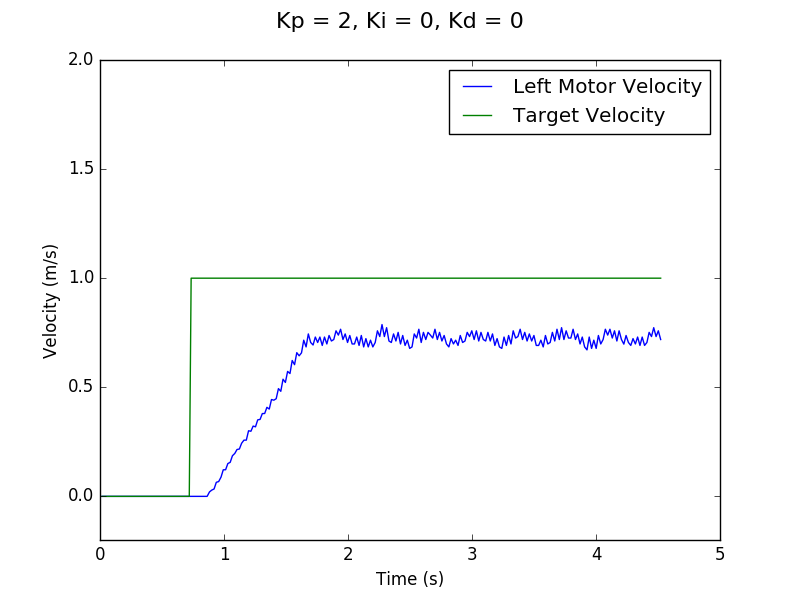 Kp = 2, Ki = 0, Kd = 0
2.0
Left Motor Velocity
Target Velocity
1.5
1.0
0.5
0.0
Velocity (m/s)
0 1 2 3 4 5
Time (s)